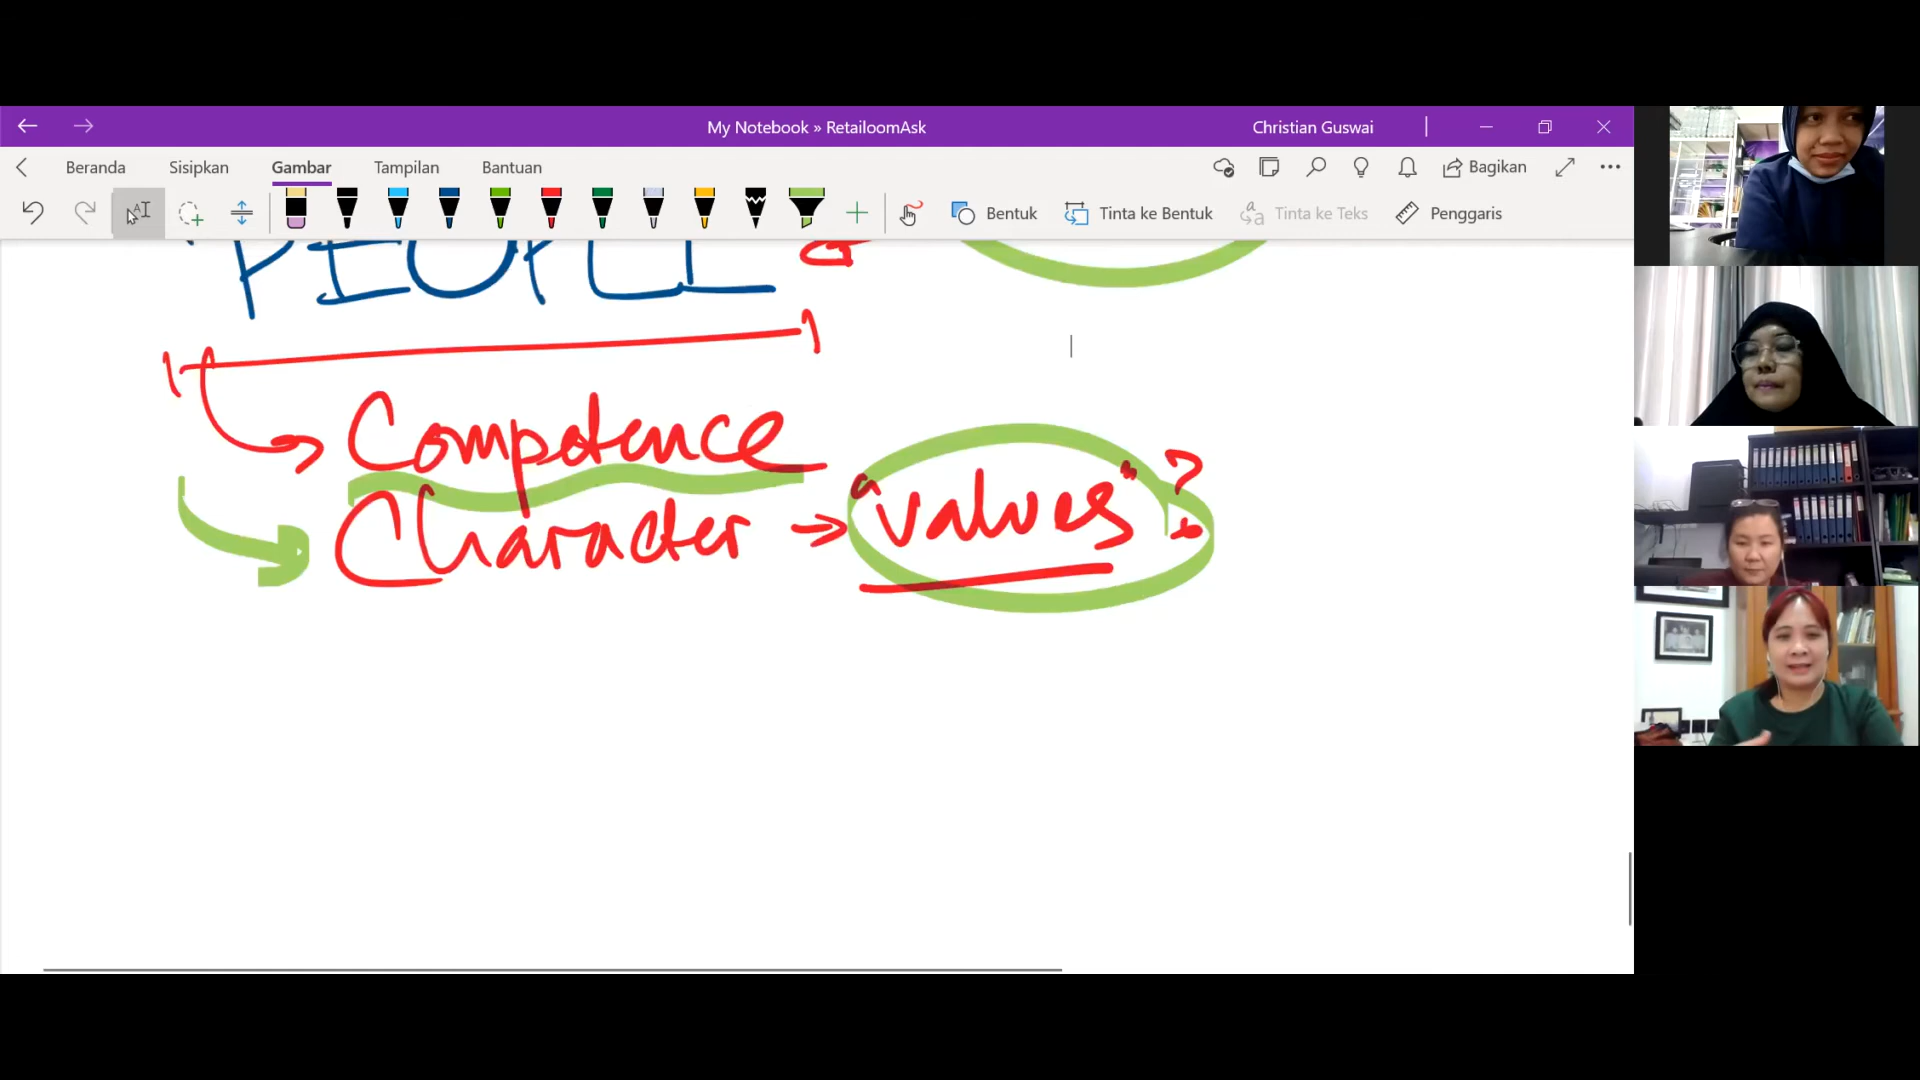 My Notebook » RetailoomAsk
Christian Guswai
Beranda Sisipkan Gambar Tampilan Bantuan
Bagikan
Bentuk Tinta ke Bentuk Tinta ke Teks Penggaris
PEOPLE &
Competence
Character → "values" ?